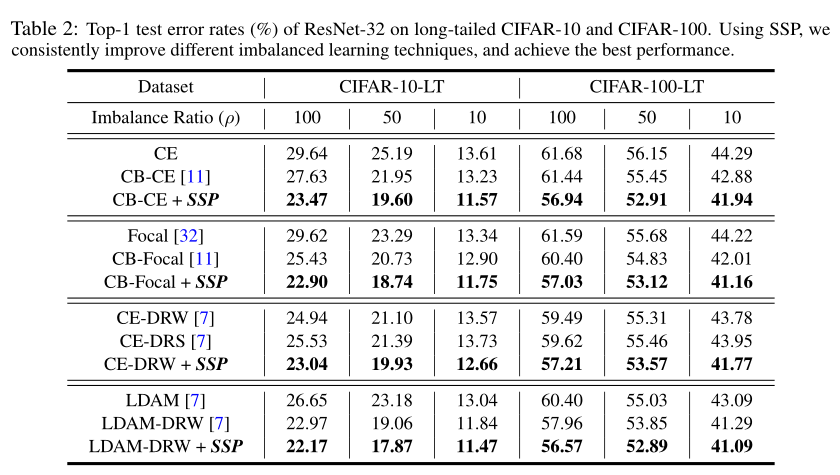 Table 2: Top-1 test error rates (%) of ResNet-32 on long-tailed CIFAR-10 and CIFAR-100. Using SSP, we
consistently improve different imbalanced learning techniques, and achieve the best performance.
Dataset CIFAR-10-LT CIFAR-100-LT
Imbalance Ratio (ρ) 100 50 10 100 50 10
CE 29.64 25.19 13.61 61.68 56.15 44.29
CB-CE [11] 27.63 21.95 13.23 61.44 55.45 42.88
CB-CE + SSP 23.47 19.60 11.57 56.94 52.91 41.94
Focal [32] 29.62 23.29 13.34 61.59 55.68 44.22
CB-Focal [11] 25.43 20.73 12.90 60.40 54.83 42.01
CB-Focal + SSP 22.90 18.74 11.75 57.03 53.12 41.16
CE-DRW [7] 24.94 21.10 13.57 59.49 55.31 43.78
CE-DRS [7] 25.53 21.39 13.73 59.62 55.46 43.95
CE-DRW + SSP 23.04 19.93 12.66 57.21 53.57 41.77
LDAM [7] 26.65 23.18 13.04 60.40 55.03 43.09
LDAM-DRW [7] 22.97 19.06 11.84 57.96 53.85 41.29
LDAM-DRW + SSP 22.17 17.87 11.47 56.57 52.89 41.09